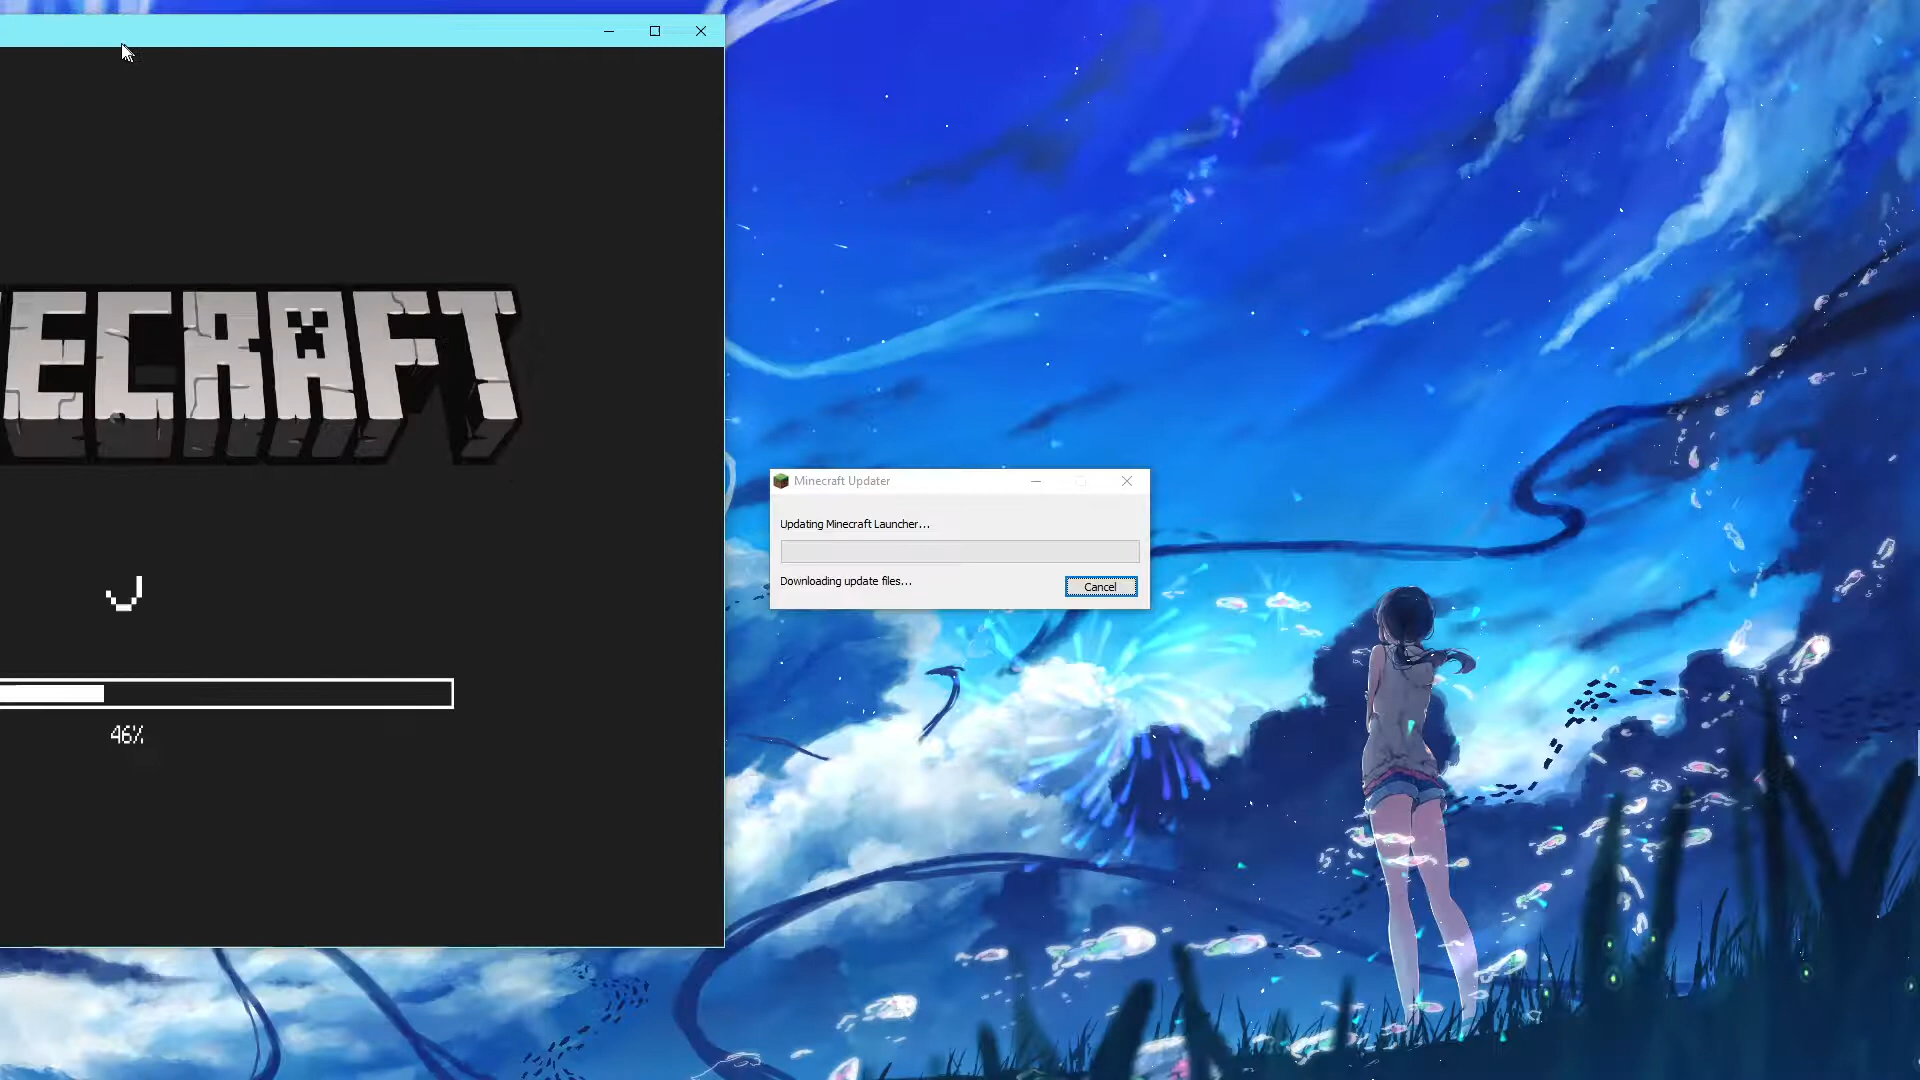 ECRAFT
46%
Minecraft Updater
Updating Minecraft Launcher...
Downloading update files...
Cancel